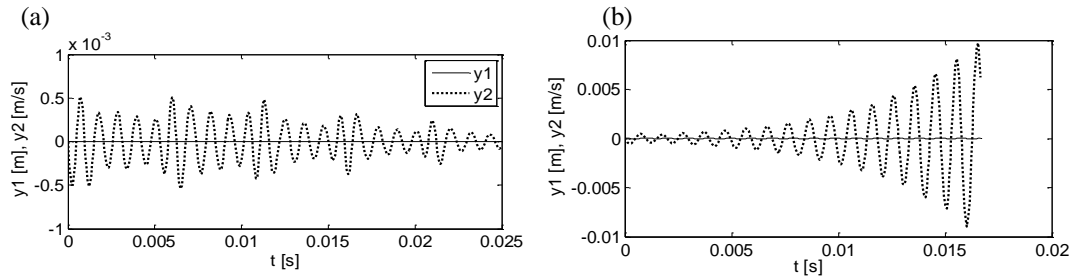 (a)
x 10-3
1
0.5
0
-0.5
-1
y1 [m], y2 [m/s]
y1
y2
0 0.005 0.01 0.015 0.02 0.025
t [s]
(b)
0.01
0.005
0
-0.005
-0.01
y1 [m], y2 [m/s]
0 0.005 0.01 0.015 0.02
t [s]